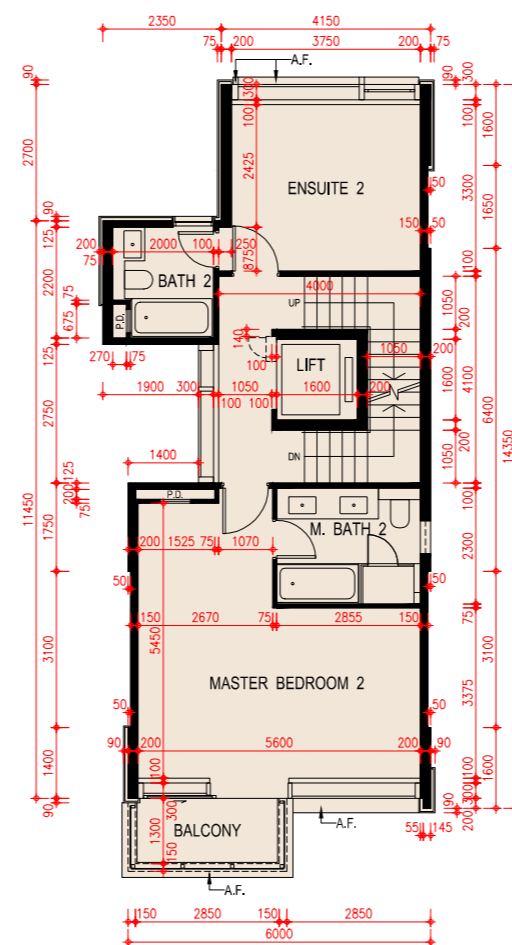 2350 4150
75 200 3750 200 75
A.F.
90 300 90 300
100 100 1600
2700 2425 3300
ENSUITE 2
50
1650
90 150 50
125 200 2000 100 250
75 875 100
BATH 2 4000
2200 75 UP 1050
675 P.D. 140 200
125 1050 200
270 75 100 LIFT
1900 300 1050 1600 200 1600 4100 6400
100 100
2750 14350
1400 DN 1050 200
125
200 P.D.
75
11450 1750 M. BATH 2 2300
200 1525 75 1070
50 50
75
150 2670 75 2855 150
3100 5450 3100
MASTER BEDROOM 2 3375
50 50
90 200 5600 200 90
1400 100 100 1600
90 300 90 300
1300 BALCONY A.F. 200
150 55 145
A.F.
150 2850 150 2850
6000